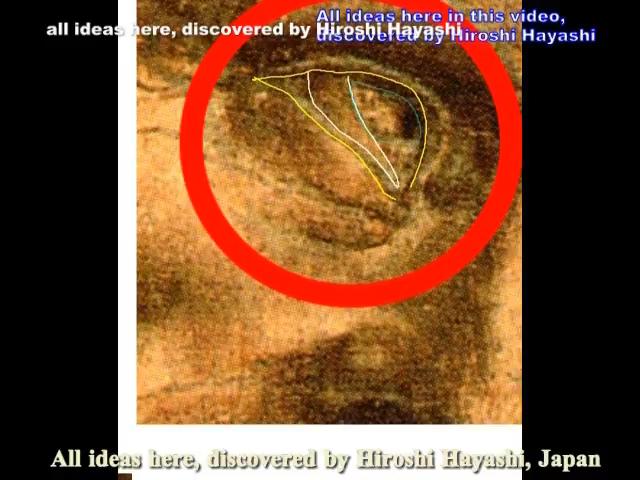 All ideas here in this video,
all ideas here, discovered by Hiroshi Hayashi
discovered by Hiroshi Hayashi
All ideas here, discovered by Hiroshi Hayashi, Japan